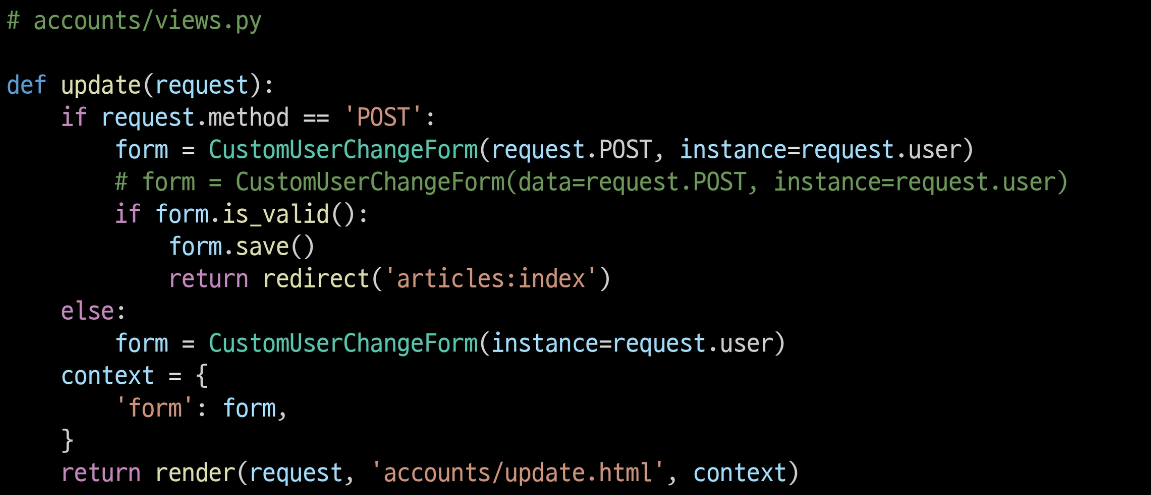 # accounts/views.py
def update(request):
    if request.method == 'POST':
        form = CustomUserChangeForm(request.POST, instance=request.user)
        # form = CustomUserChangeForm(data=request.POST, instance=request.user)
        if form.is_valid():
            form.save()
            return redirect('articles:index')
    else:
        form = CustomUserChangeForm(instance=request.user)
    context = {
        'form': form,
    }
    return render(request, 'accounts/update.html', context)